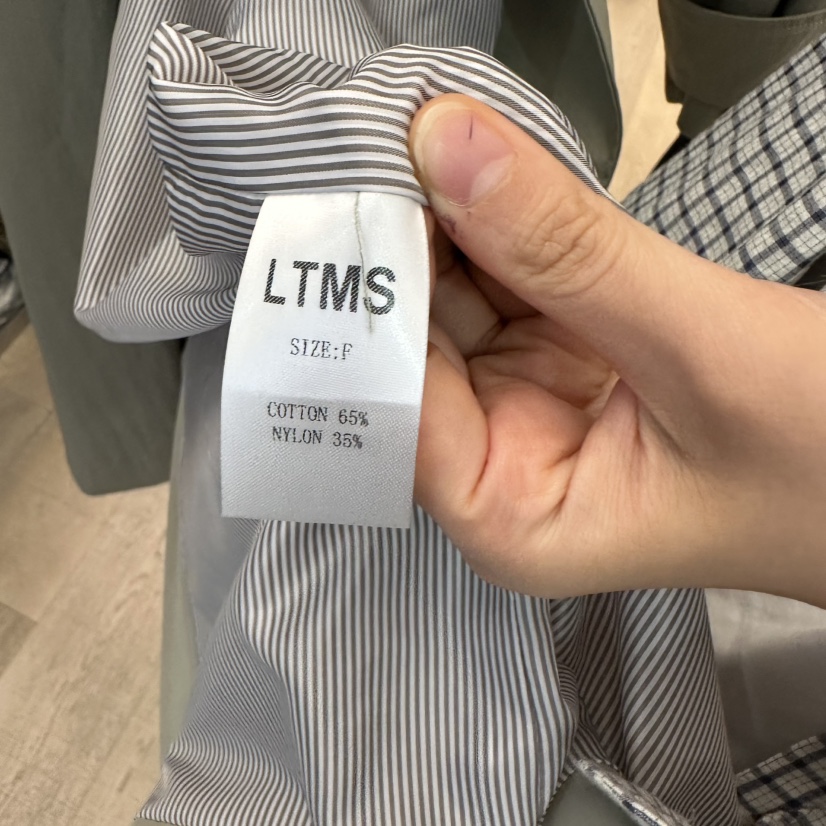 LTMS
SIZE:F
COTTON 65%
NYLON 35%